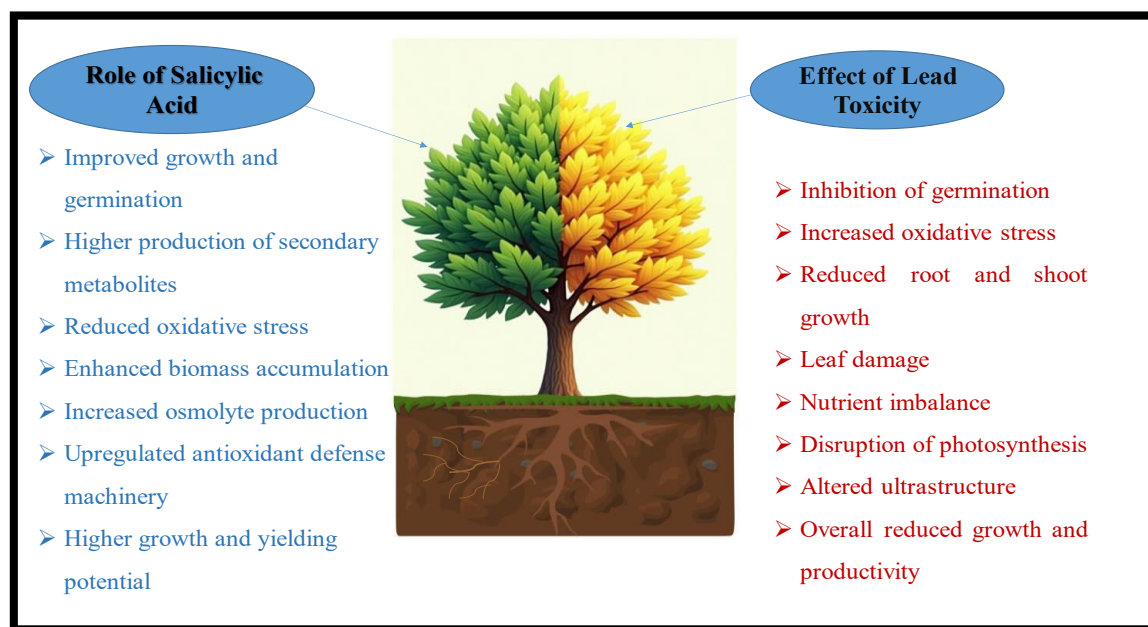 Role of Salicylic
Acid
➢ Improved growth and
germination
➢ Higher production of secondary
metabolites
➢ Reduced oxidative stress
➢ Enhanced biomass accumulation
➢ Increased osmolyte production
➢ Upregulated antioxidant defense
machinery
➢ Higher growth and yielding
potential
Effect of Lead
Toxicity
➢ Inhibition of germination
➢ Increased oxidative stress
➢ Reduced root and shoot
growth
➢ Leaf damage
➢ Nutrient imbalance
➢ Disruption of photosynthesis
➢ Altered ultrastructure
➢ Overall reduced growth and
productivity